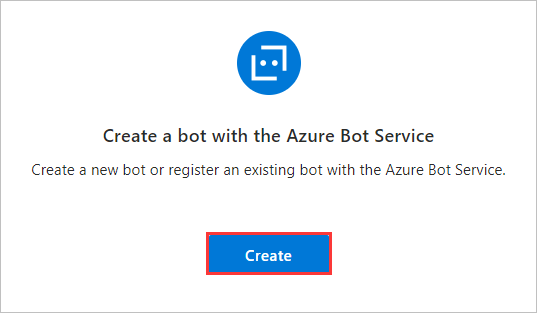 Create a bot with the Azure Bot Service
Create a new bot or register an existing bot with the Azure Bot Service.
Create